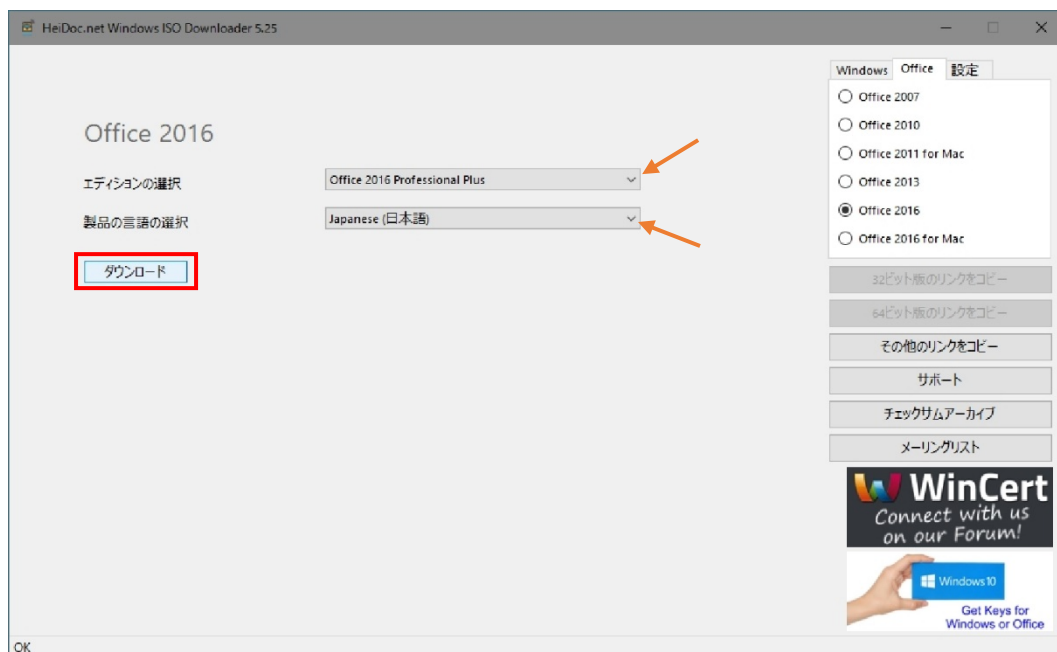 HeiDoc.net Windows ISO Downloader 5.25
Windows Office 設定
Office 2007
Office 2010
Office 2011 for Mac
Office 2013
Office 2016
Office 2016 for Mac
Office 2016
エディションの選択
Office 2016 Professional Plus
製品の言語の選択
Japanese (日本語)
ダウンロード
32ビット版のリンクをコピー
64ビット版のリンクをコピー
その他のリンクをコピー
サポート
チェックサムアーカイブ
メーリングリスト
WinCert
Connect with us
on our Forum!
Windows 10
Get Keys for
Windows or Office
OK